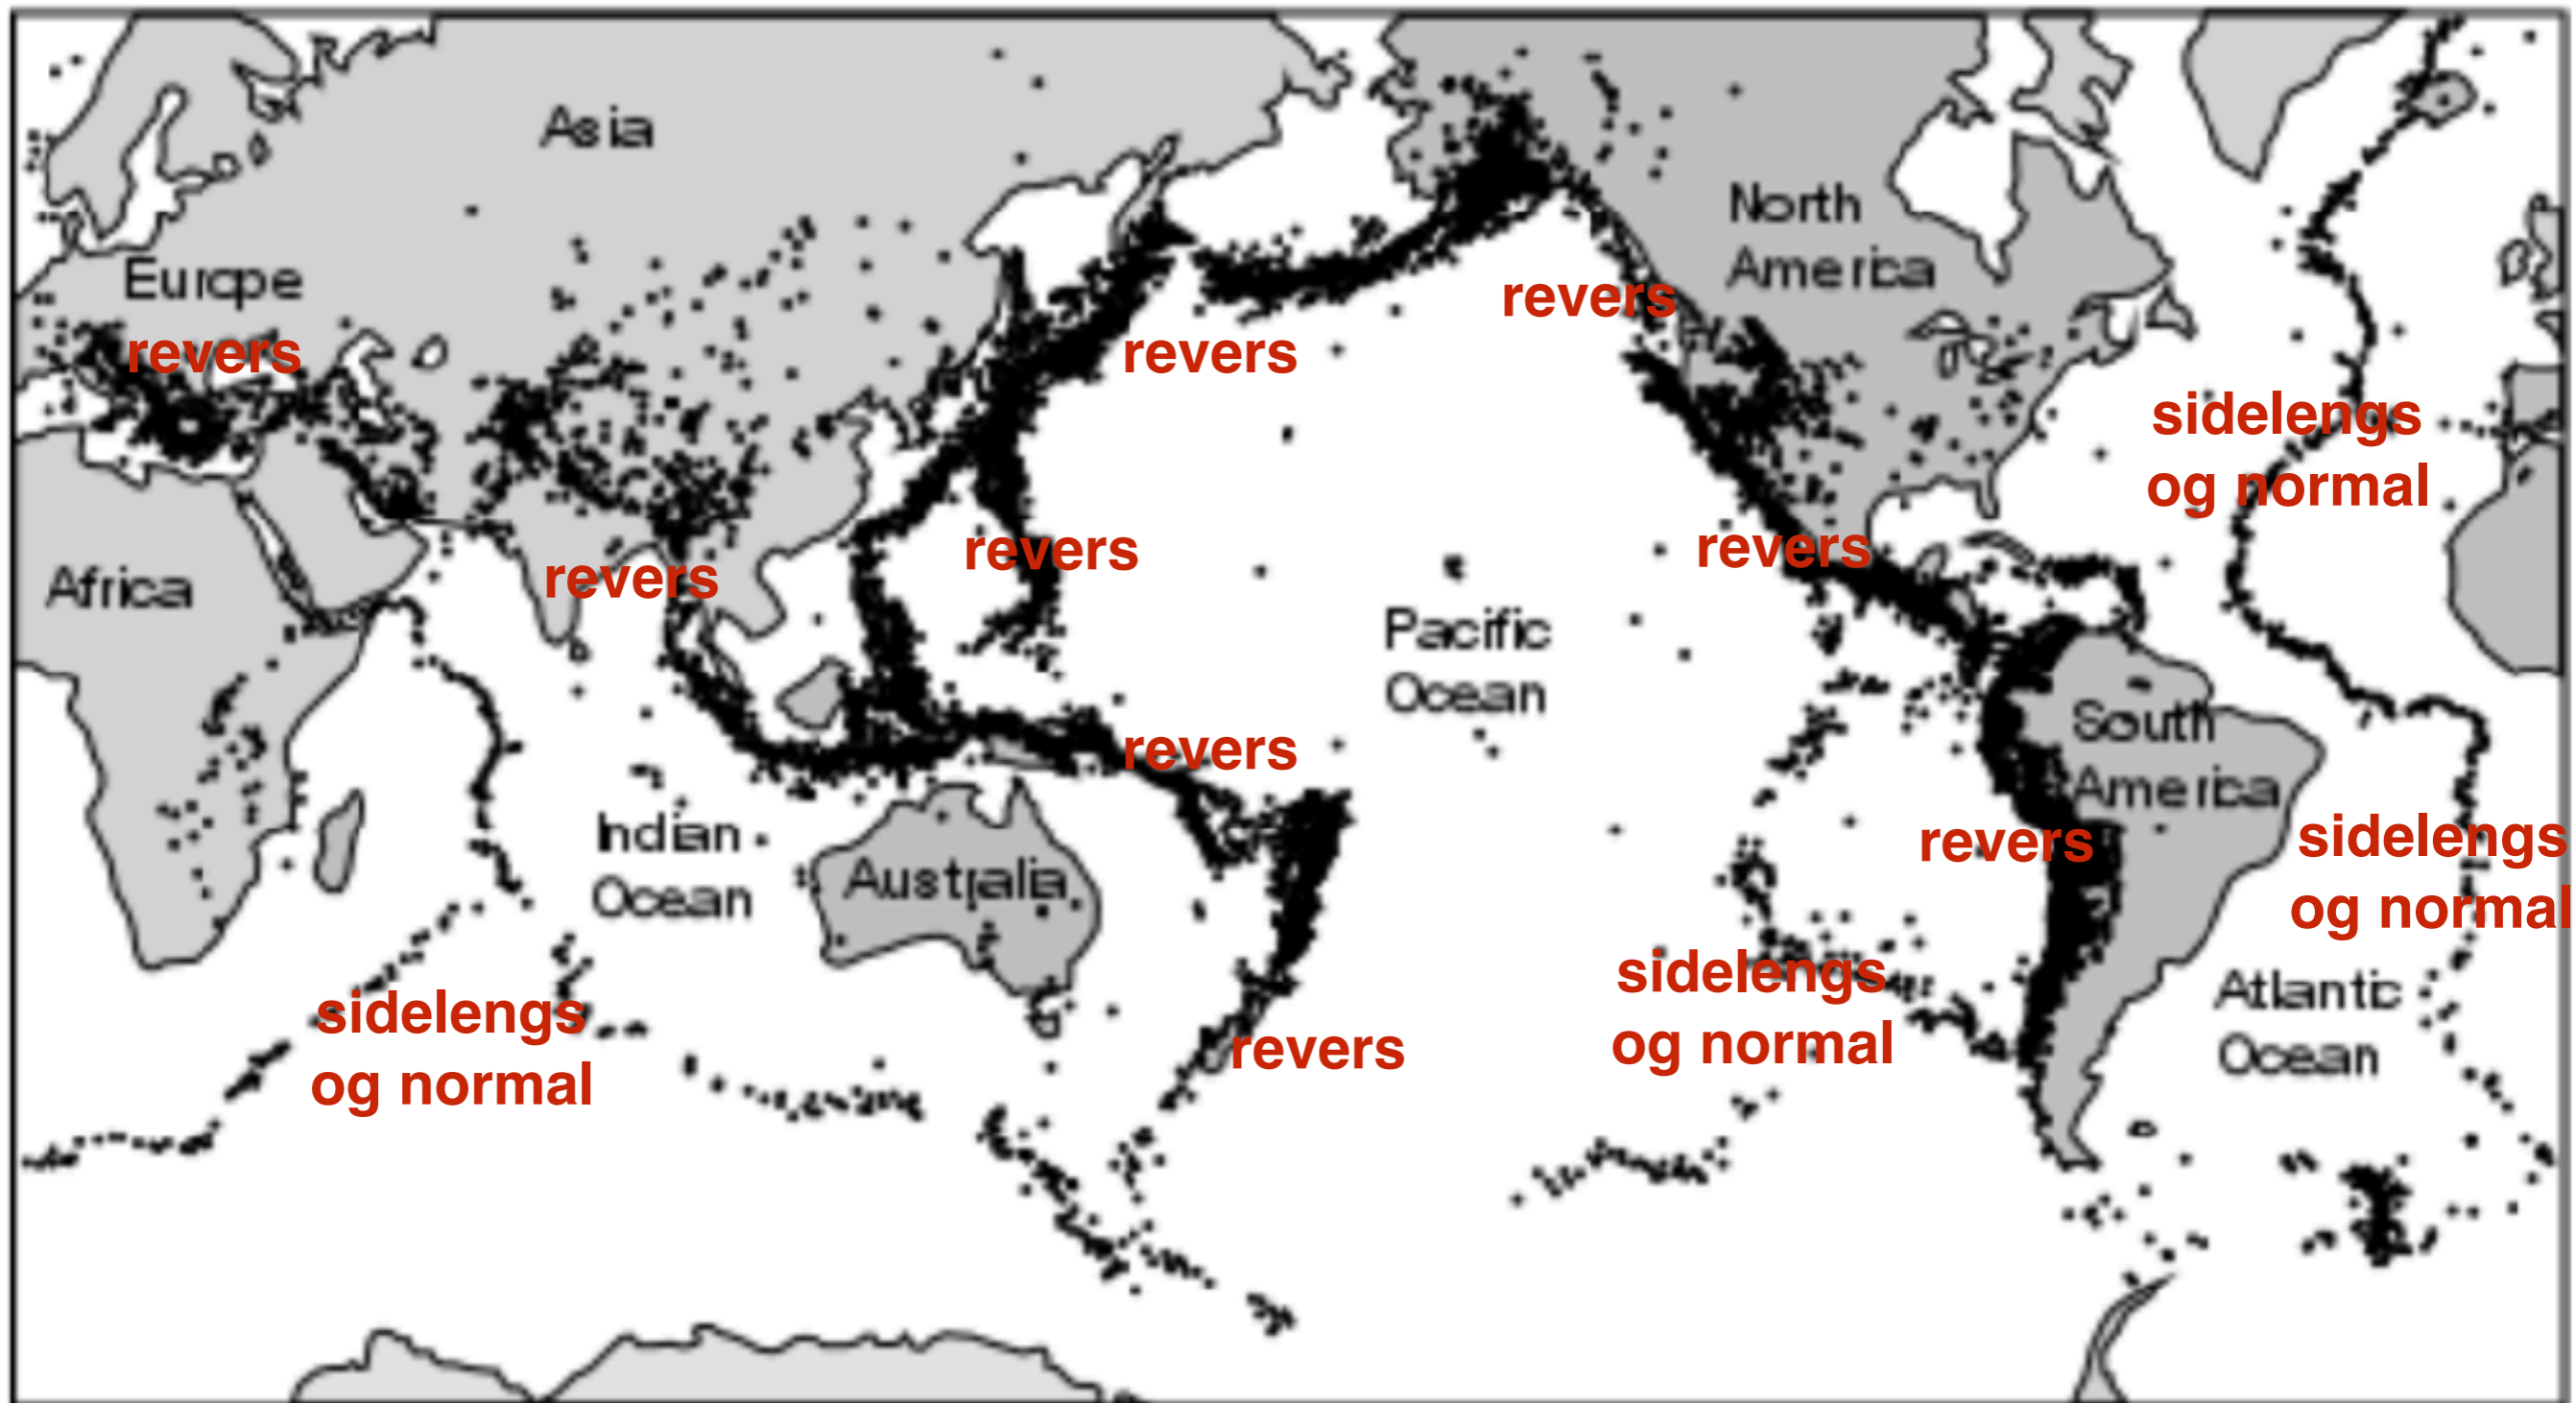 Asia
North
America
Europe
revers
revers
revers
sidelengs
og normal
revers
revers
revers
Africa
Pacific
Ocean
South
America
revers
Indian
Ocean
Australia
revers
sidelengs
og normal
sidelengs
og normal
Atlantic
Ocean
sidelengs
og normal
revers